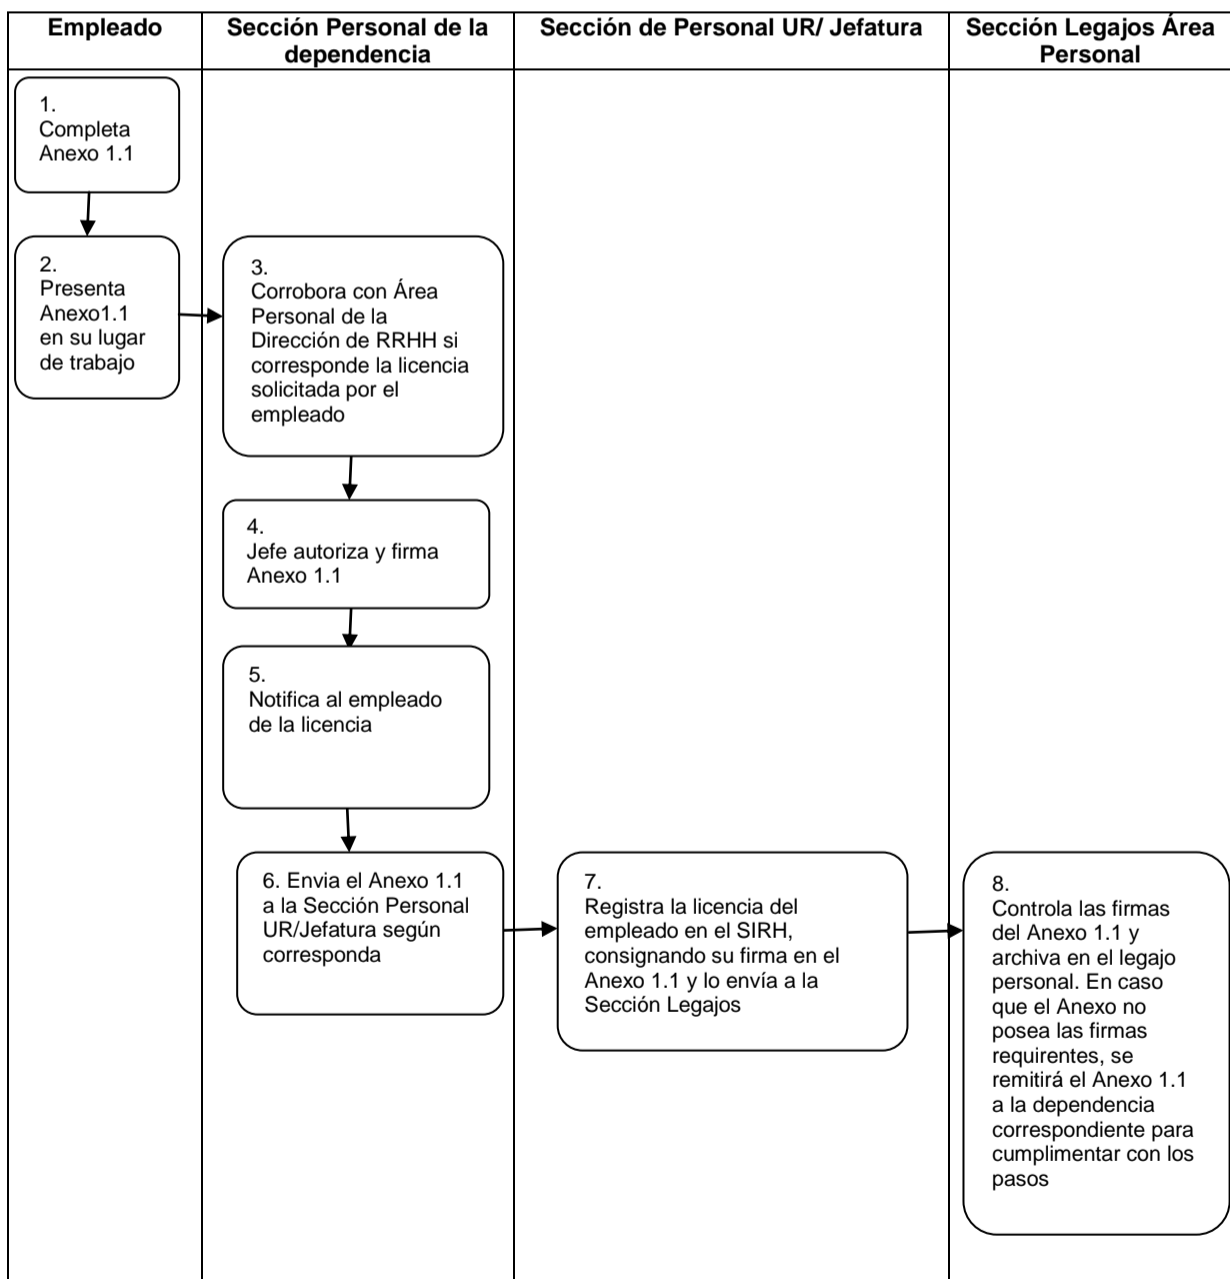 Empleado
Sección Personal de la
dependencia
Sección de Personal UR/ Jefatura
Sección Legajos Área
Personal
1.
Completa
Anexo 1.1
2.
Presenta
Anexo1.1
en su lugar
de trabajo
3.
Corrobora con Área
Personal de la
Dirección de RRHH si
corresponde la licencia
solicitada por el
empleado
4.
Jefe autoriza y firma
Anexo 1.1
5.
Notifica al empleado
de la licencia
6. Envia el Anexo 1.1
a la Sección Personal
UR/Jefatura según
corresponda
7.
Registra la licencia del
empleado en el SIRH,
consignando su firma en el
Anexo 1.1 y lo envía a la
Sección Legajos
8.
Controla las firmas
del Anexo 1.1 y
archiva en el legajo
personal. En caso
que el Anexo no
posea las firmas
requirentes, se
remitirá el Anexo 1.1
a la dependencia
correspondiente para
cumplimentar con los
pasos